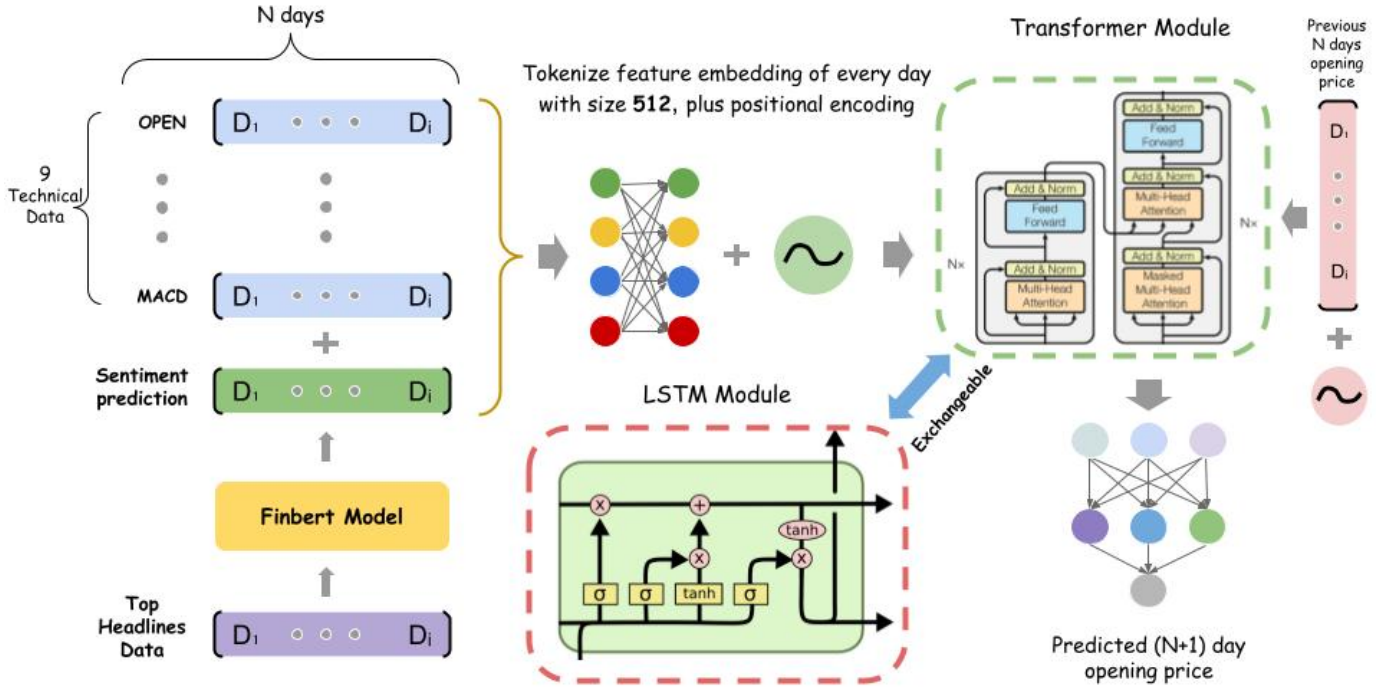 N days
OPEN
D₁ Dᵢ
9
Technical
Data
MACD
D₁ Dᵢ
Sentiment
prediction
D₁ Dᵢ
Finbert Model
Top
Headlines
Data
D₁ Dᵢ
Tokenize feature embedding of every day
with size 512, plus positional encoding
LSTM Module
Exchangeable
x
+
tanh
x
x
σ
σ
tanh
σ
Transformer Module
Add & Norm
Feed
Forward
Add & Norm
Multi-Head
Attention
Nx
Add & Norm
Feed
Forward
Add & Norm
Multi-Head
Attention
Add & Norm
Masked
Multi-Head
Attention
Nx
Previous
N days
opening
price
D₁
Dᵢ
+
Predicted (N+1) day
opening price